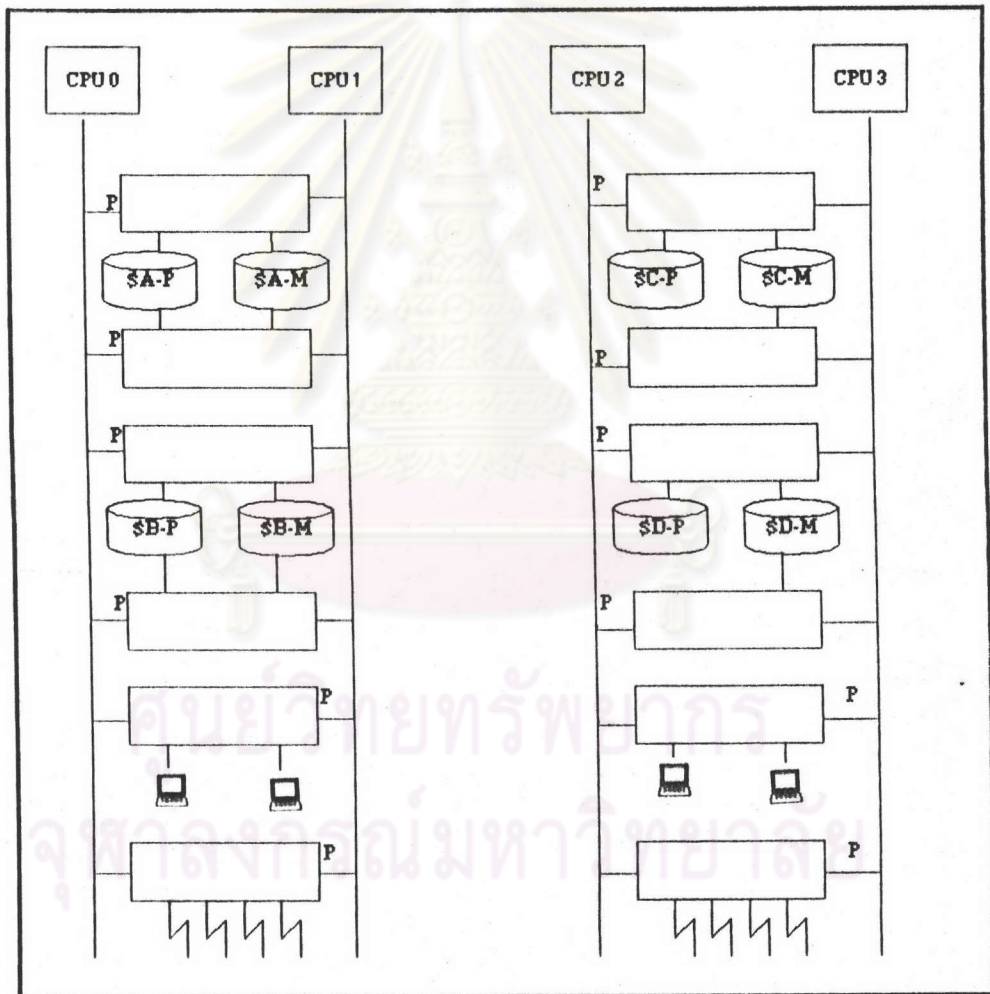 CPU 0
CPU 1
CPU 2
CPU 3
P
P
$A-P
$A-M
$C-P
$C-M
P
P
P
P
$B-P
$B-M
$D-P
$D-M
P
P
P
P
ศูนย์วิทยทรัพยากร
P
P
จุฬาลงกรณ์มหาวิทยาลัย